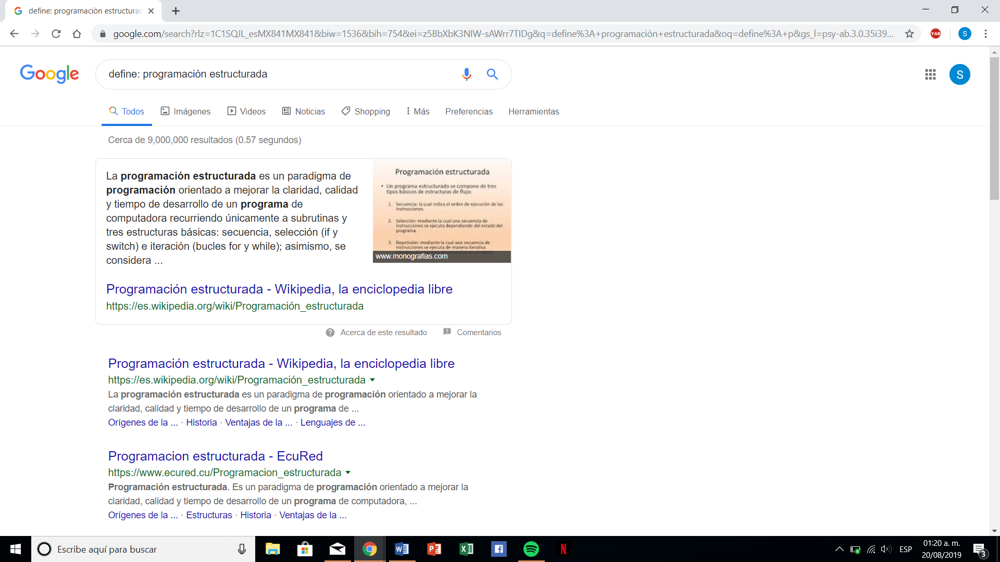 define: programaciòn estructurada
google.com/search?rlz=1C1SQJL_esMX841MX841&biw=1536&bih=754&ei=z5BbXbK3NIW-sAWrr7TIDg&q=define%3A+programaciòn+estructurada&oq=define%3A+p&gs_l=psy-ab.3.0.35i39...
YAB
S
Google
define: programaciòn estructurada
S
Todos
Imágenes
Videos
Noticias
Shopping
Más
Preferencias
Herramientas
Cerca de 9,000,000 resultados (0.57 segundos)
La programación estructurada es un paradigma de
programación orientado a mejorar la claridad, calidad
y tiempo de desarrollo de un programa de
computadora recurriendo únicamente a subrutinas y
tres estructuras básicas: secuencia, selección (if y
switch) e iteración (bucles for y while); asimismo, se
considera ...
Programación estructurada
• Un programa estructurado se compone de tres
tipos básicos de estructuras de flujo:
1. Secuencia: la cual indica el orden de ejecución de las
instrucciones.
2. Selección: mediante la cual una secuencia de
instrucciones se ejecuta dependiendo del estado del
programa.
3. Repetición: mediante la cual una secuencia de
instrucciones se ejecuta de manera iterativa
www.monografias.com
Programación estructurada - Wikipedia, la enciclopedia libre
https://es.wikipedia.org/wiki/Programación_estructurada
Acerca de este resultado
Comentarios
Programación estructurada - Wikipedia, la enciclopedia libre
https://es.wikipedia.org/wiki/Programación_estructurada
La programación estructurada es un paradigma de programación orientado a mejorar la
claridad, calidad y tiempo de desarrollo de un programa de ...
Orígenes de la ... · Historia · Ventajas de la ... · Lenguajes de ...
Programacion estructurada - EcuRed
https://www.ecured.cu/Programacion_estructurada
Programación estructurada. Es un paradigma de programación orientado a mejorar la
claridad, calidad y tiempo de desarrollo de un programa de computadora, ...
Orígenes de la ... · Estructuras · Historia · Ventajas de la ...
Escribe aquí para buscar
ESP
01:20 a. m.
20/08/2019
3